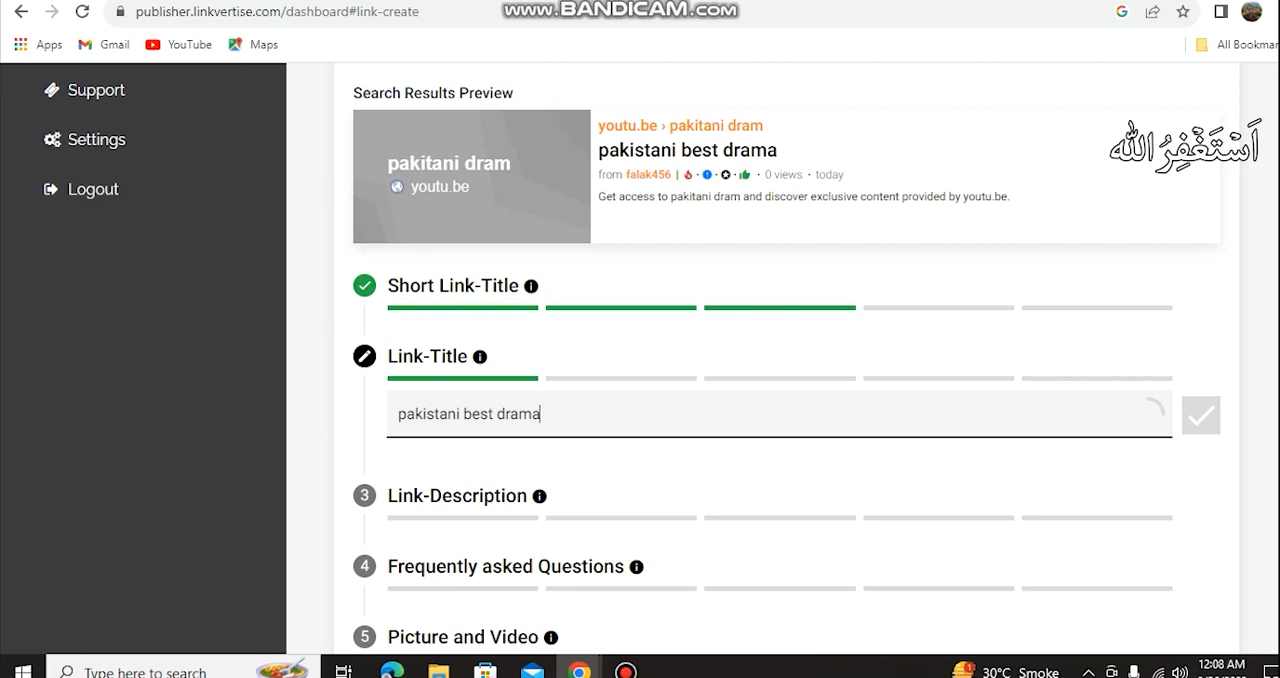 publisher.linkvertise.com/dashboard#link-create
www.BANDICAM.com
Apps
Gmail
YouTube
Maps
All Bookmar
Support
Settings
Logout
Search Results Preview
pakitani dram
youtu.be
youtu.be › pakitani dram
pakistani best drama
from falak456 | · · · · 0 views · today
Get access to pakitani dram and discover exclusive content provided by youtu.be.
اَسْتَغْفِرُ اللّٰه
Short Link-Title
Link-Title
pakistani best drama
3 Link-Description
4 Frequently asked Questions
5 Picture and Video
Type here to search
30°C Smoke
12:08 AM